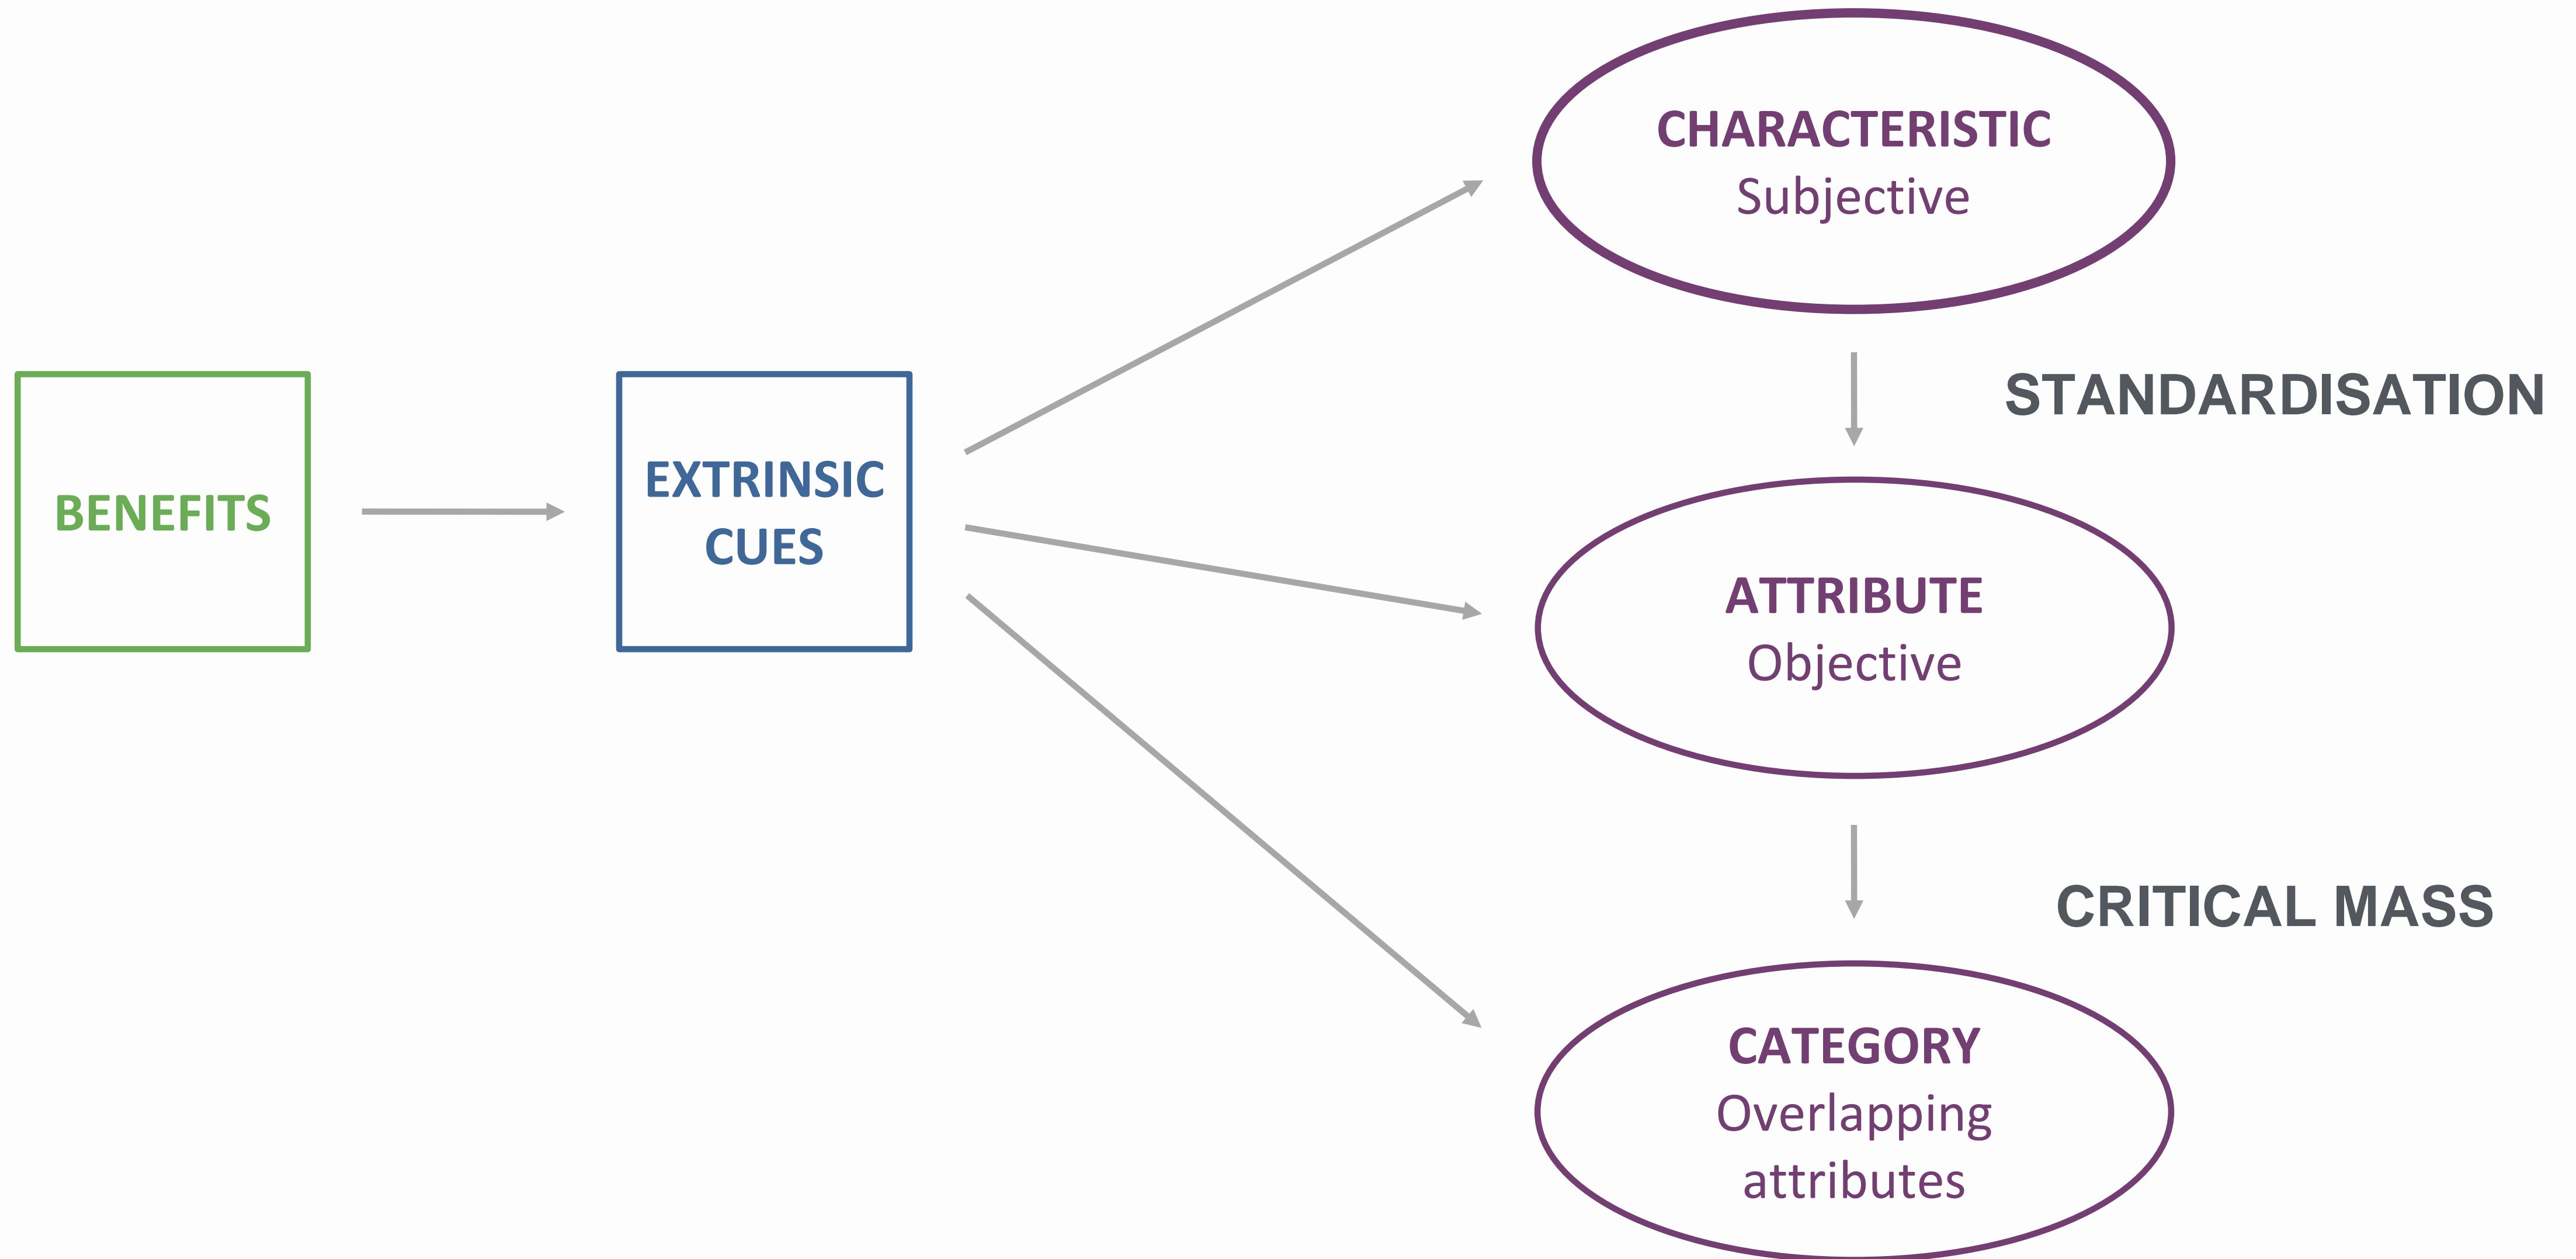 BENEFITS
EXTRINSIC
CUES
CHARACTERISTIC
Subjective
STANDARDISATION
ATTRIBUTE
Objective
CRITICAL MASS
CATEGORY
Overlapping
attributes